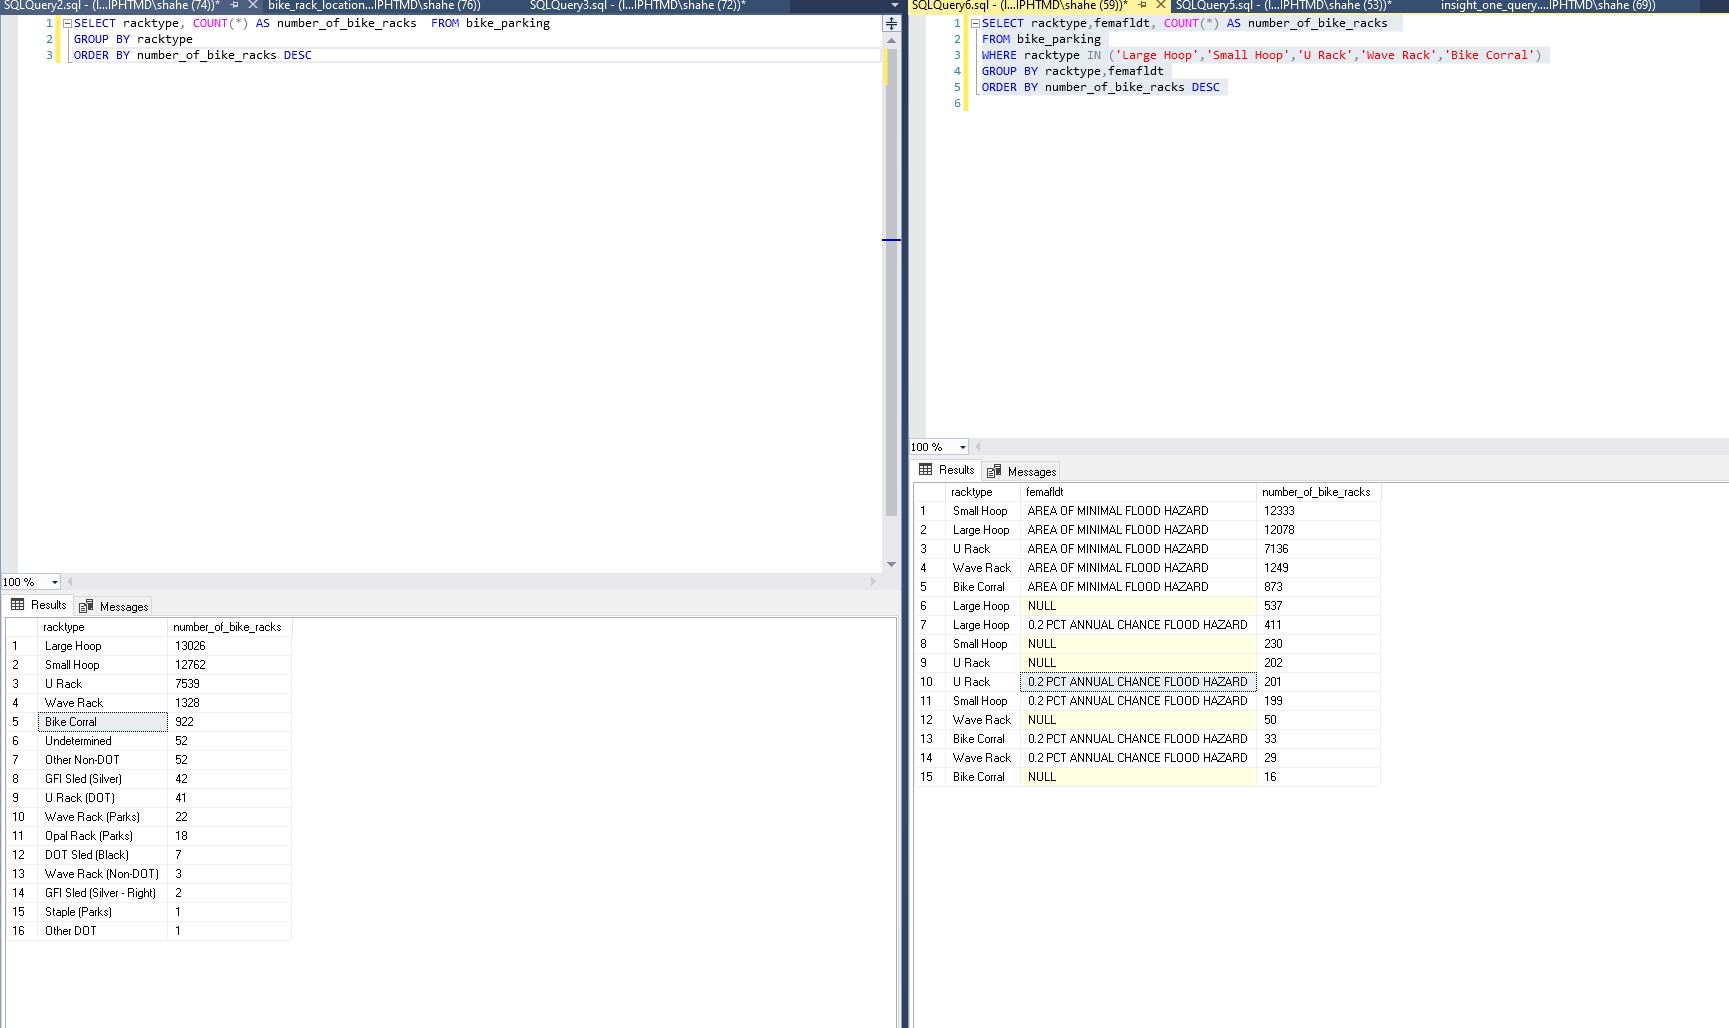 SQLQuery2.sql - (l...IPHTMD\shahe (74))*
bike_rack_location...IPHTMD\shahe (76))
SQLQuery3.sql - (l...IPHTMD\shahe (72))*
1 SELECT racktype, COUNT(*) AS number_of_bike_racks FROM bike_parking
2 GROUP BY racktype
3 ORDER BY number_of_bike_racks DESC
100 %
Results Messages
racktype number_of_bike_racks
1 Large Hoop 13026
2 Small Hoop 12762
3 U Rack 7539
4 Wave Rack 1328
5 Bike Corral 922
6 Undetermined 52
7 Other Non-DOT 52
8 GFI Sled (Silver) 42
9 U Rack (DOT) 41
10 Wave Rack (Parks) 22
11 Opal Rack (Parks) 18
12 DOT Sled (Black) 7
13 Wave Rack (Non-DOT) 3
14 GFI Sled (Silver - Right) 2
15 Staple (Parks) 1
16 Other DOT 1
SQLQuery6.sql - (l...IPHTMD\shahe (59))*
SQLQuery5.sql - (l...IPHTMD\shahe (53))*
insight_one_query....IPHTMD\shahe (69))
1 SELECT racktype,femafldt, COUNT(*) AS number_of_bike_racks
2 FROM bike_parking
3 WHERE racktype IN ('Large Hoop','Small Hoop','U Rack','Wave Rack','Bike Corral')
4 GROUP BY racktype,femafldt
5 ORDER BY number_of_bike_racks DESC
6
100 %
Results Messages
racktype femafldt number_of_bike_racks
1 Small Hoop AREA OF MINIMAL FLOOD HAZARD 12333
2 Large Hoop AREA OF MINIMAL FLOOD HAZARD 12078
3 U Rack AREA OF MINIMAL FLOOD HAZARD 7136
4 Wave Rack AREA OF MINIMAL FLOOD HAZARD 1249
5 Bike Corral AREA OF MINIMAL FLOOD HAZARD 873
6 Large Hoop NULL 537
7 Large Hoop 0.2 PCT ANNUAL CHANCE FLOOD HAZARD 411
8 Small Hoop NULL 230
9 U Rack NULL 202
10 U Rack 0.2 PCT ANNUAL CHANCE FLOOD HAZARD 201
11 Small Hoop 0.2 PCT ANNUAL CHANCE FLOOD HAZARD 199
12 Wave Rack NULL 50
13 Bike Corral 0.2 PCT ANNUAL CHANCE FLOOD HAZARD 33
14 Wave Rack 0.2 PCT ANNUAL CHANCE FLOOD HAZARD 29
15 Bike Corral NULL 16